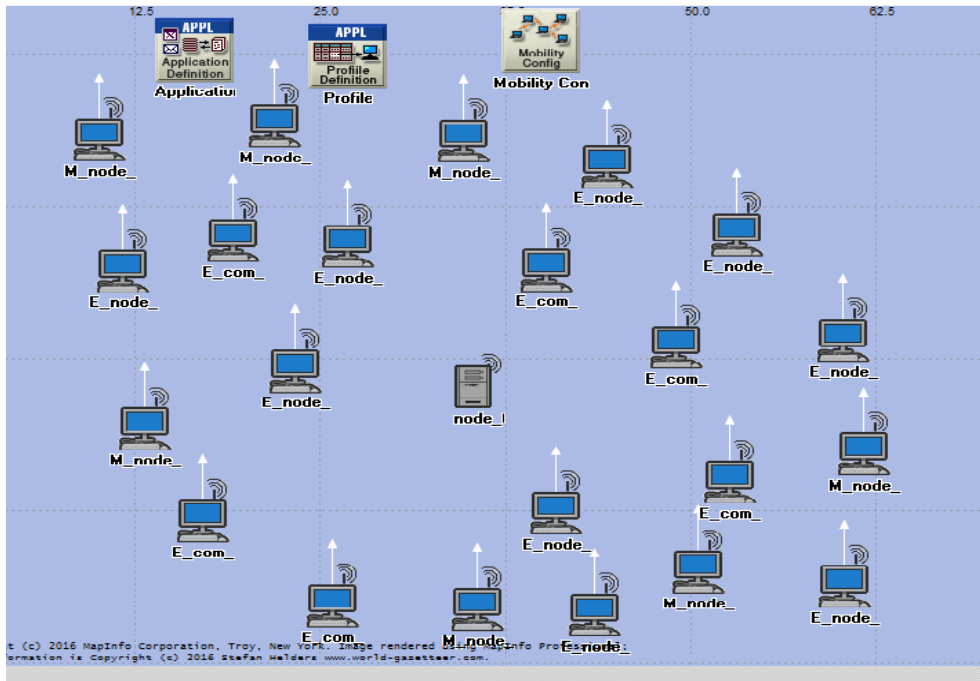 12.5 25.0 50.0 62.5
APPL
Application
Definition
APPL
Profile
Definition
Profile
Mobility
Config
Mobility Con
M_node_
M_node_
M_node_
E_node_
E_com_
E_node_
E_node_
E_node_
E_com_
E_com_
E_node_
E_node_
node_
M_node_
M_node_
E_com_
E_com_
E_node_
M_node_
E_node_
E_com_
M_node_
E_node_
t (c) 2016 MapInfo Corporation, Troy, New York. Image rendered using MapInfo
ormation is Copyright (c) 2016 Stefan Helders www.world-gazetteer.com.